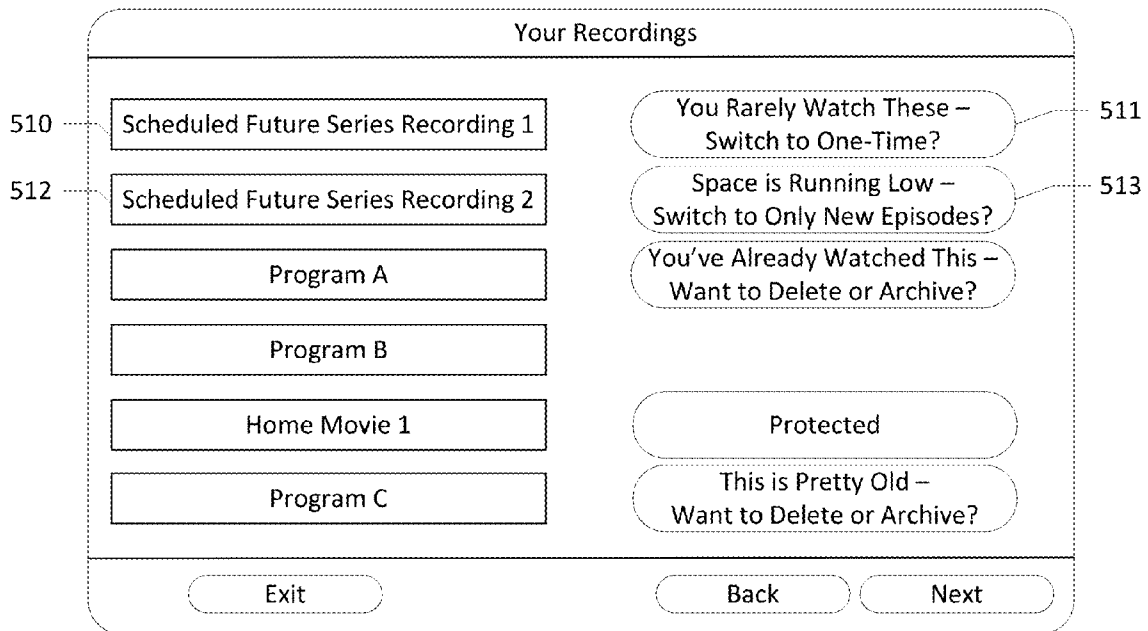 Your Recordings
510
Scheduled Future Series Recording 1
You Rarely Watch These –
Switch to One-Time?
511
512
Scheduled Future Series Recording 2
Space is Running Low –
Switch to Only New Episodes?
513
Program A
You've Already Watched This –
Want to Delete or Archive?
Program B
Home Movie 1
Protected
Program C
This is Pretty Old –
Want to Delete or Archive?
Exit
Back
Next